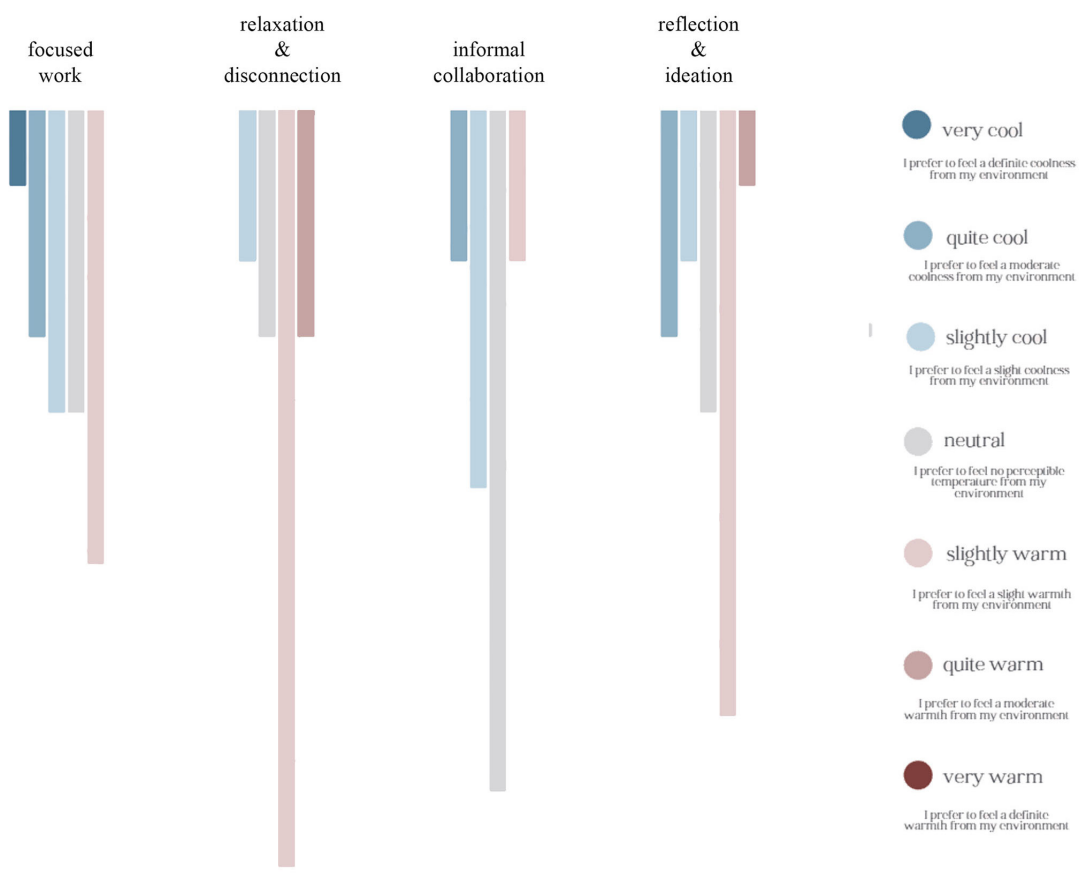 focused
work
relaxation
&
disconnection
informal
collaboration
reflection
&
ideation
very cool
I prefer to feel a definite coolness
from my environment
quite cool
I prefer to feel a moderate
coolness from my environment
slightly cool
I prefer to feel a slight coolness
from my environment
neutral
I prefer to feel no perceptible
temperature from my
environment
slightly warm
I prefer to feel a slight warmth
from my environment
quite warm
I prefer to feel a moderate
warmth from my environment
very warm
I prefer to feel a definite
warmth from my environment